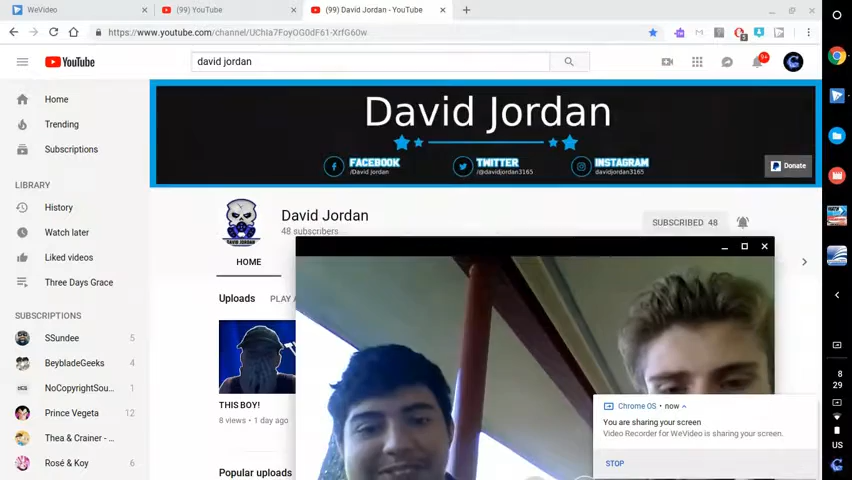 WeVideo
(99) YouTube
(99) David Jordan - YouTube
https://www.youtube.com/channel/UChIa7FoyOG0dF61-XrfG60w
YouTube
david jordan
9+
Home
Trending
Subscriptions
LIBRARY
History
Watch later
Liked videos
Three Days Grace
SUBSCRIPTIONS
SSundee 5
BeybladeGeeks 4
NoCopyrightSou...
Prince Vegeta 12
Thea & Crainer - ...
Rosé & Koy 6
David Jordan
FACEBOOK
/David Jordan
TWITTER
/@davidjordan3165
INSTAGRAM
davidjordan3165
Donate
DAVID JORDAN
David Jordan
48 subscribers
SUBSCRIBED 48
HOME
Uploads
PLAY A
THIS BOY!
8 views • 1 day ago
Popular uploads
Chrome OS • now
You are sharing your screen
Video Recorder for WeVideo is sharing your screen.
STOP
8
29
US